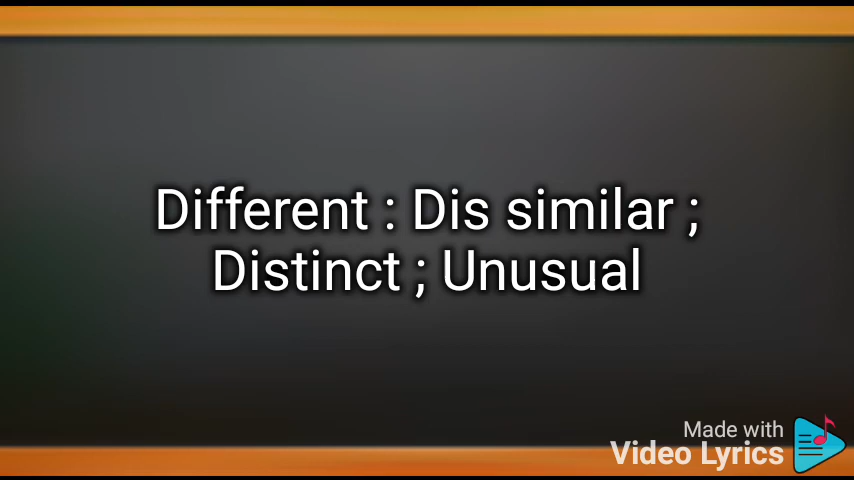 Different : Dis similar ;
Distinct ; Unusual
Made with
Video Lyrics